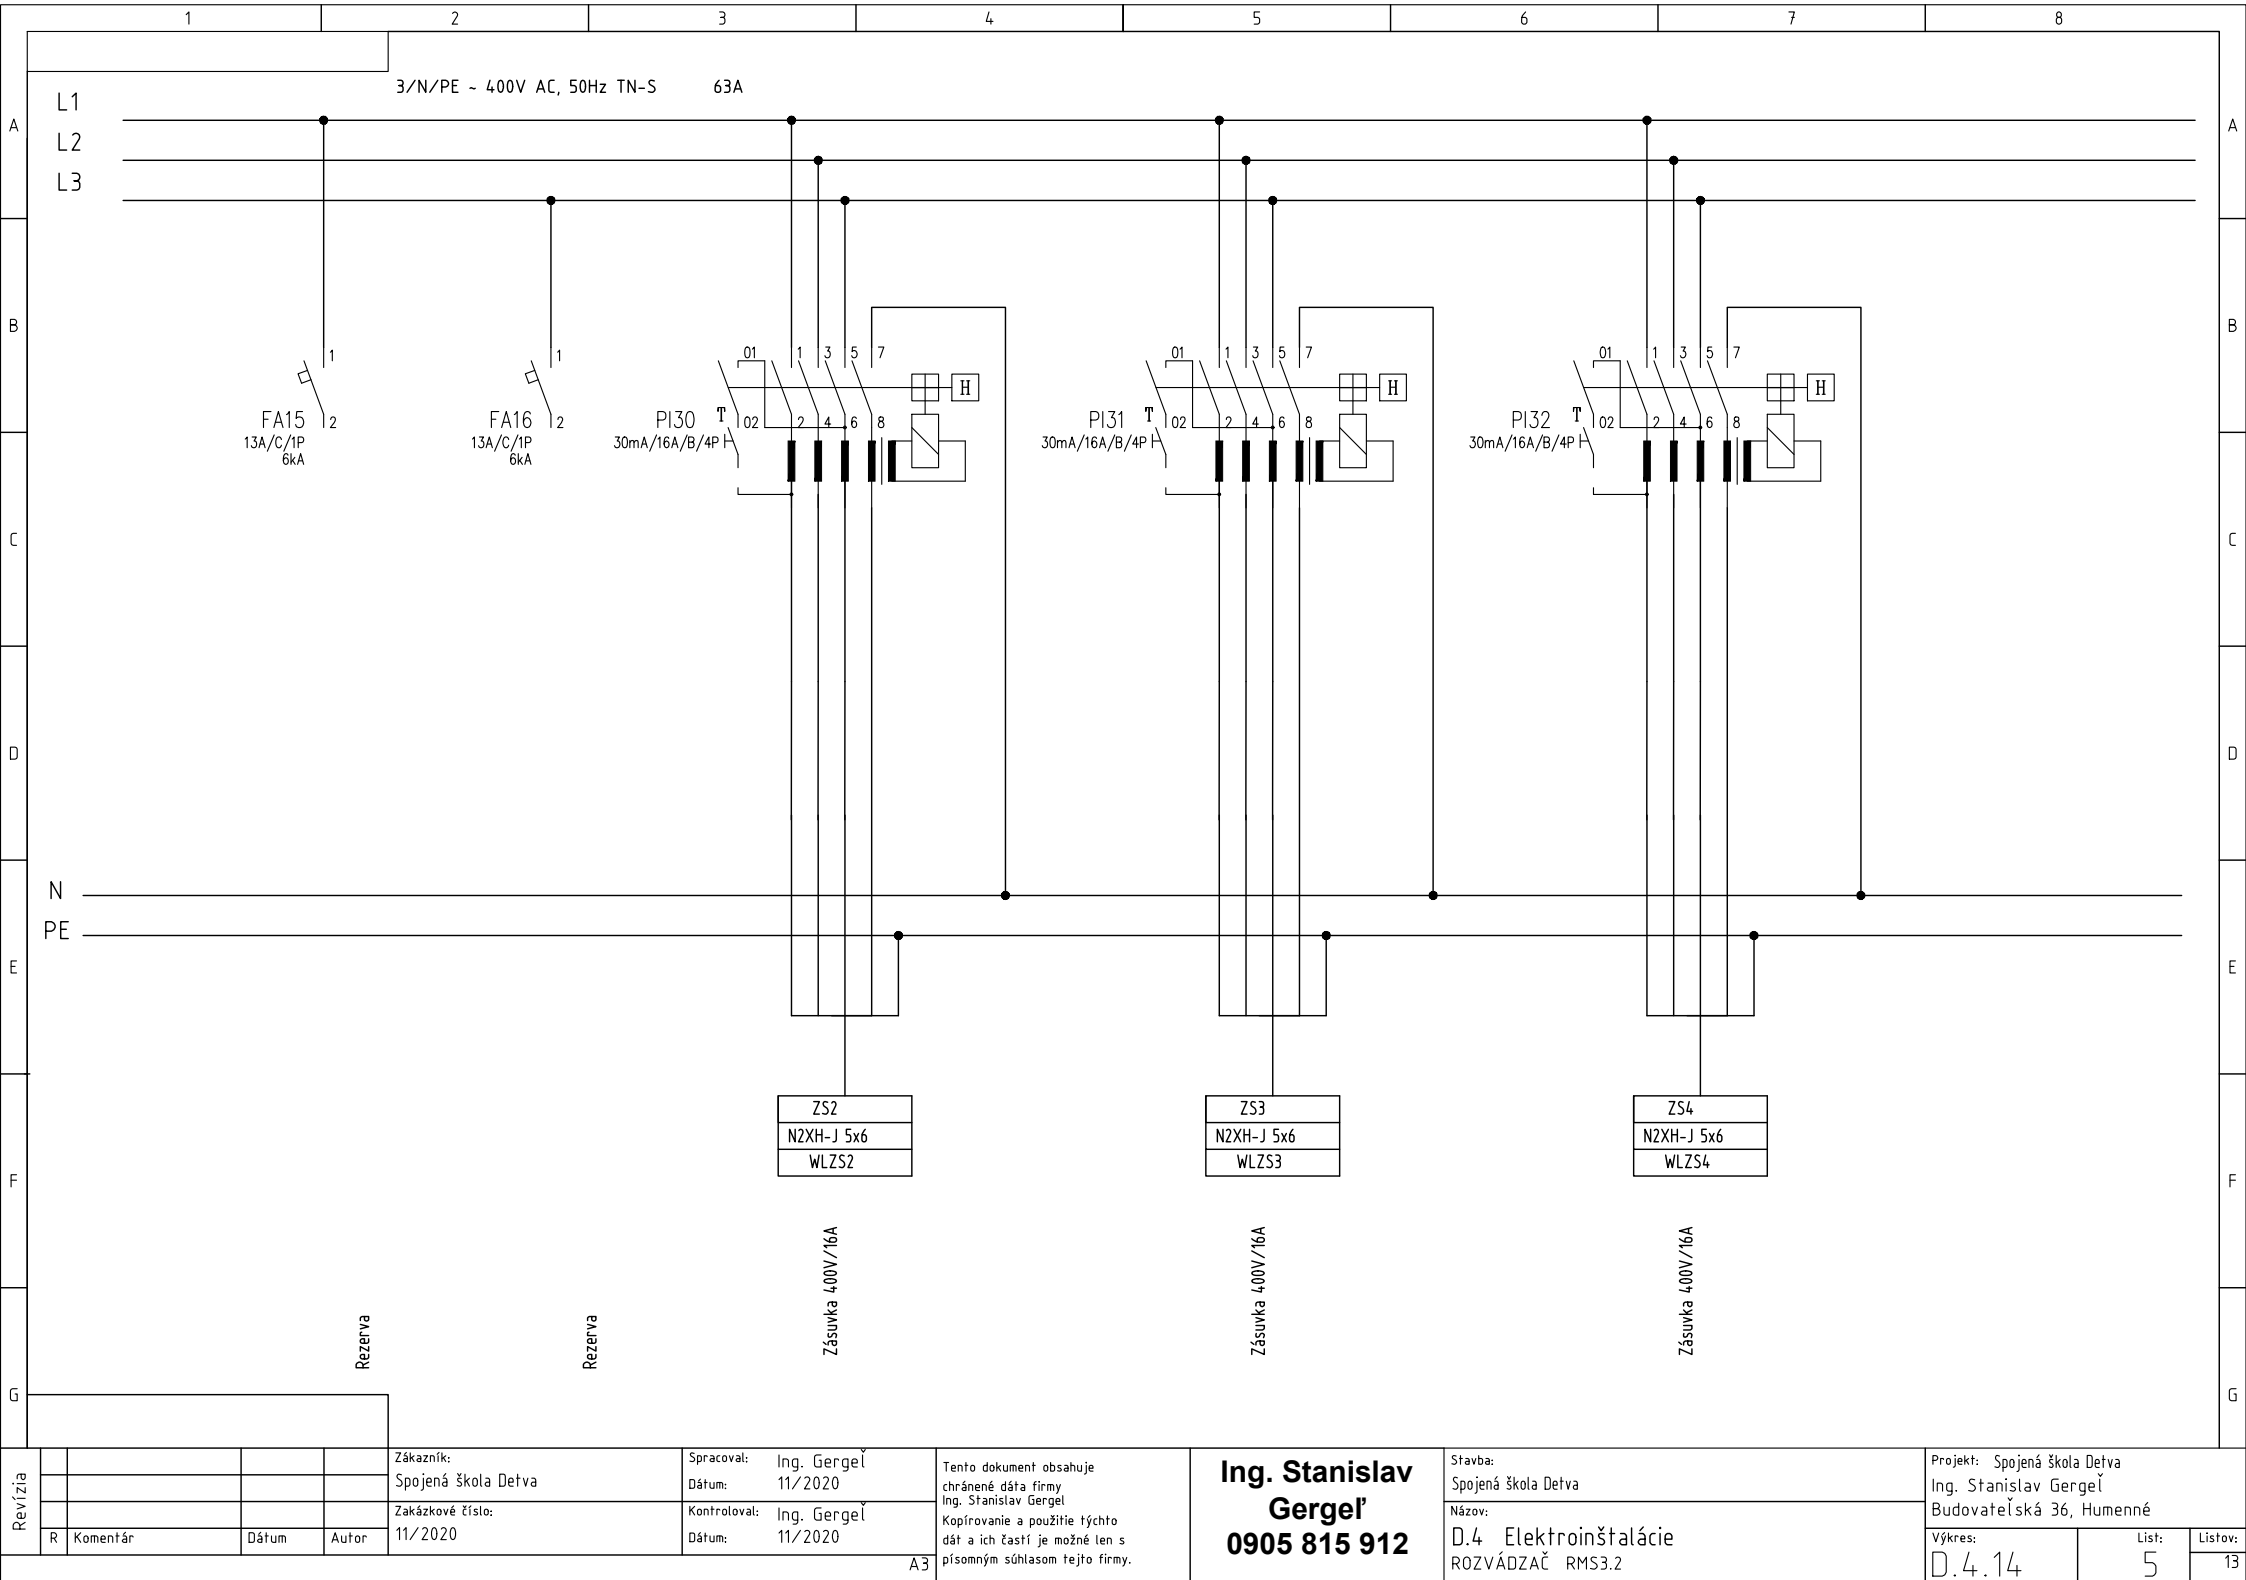 1 2 3 4 5 6 7 8
3/N/PE ~ 400V AC, 50Hz TN-S 63A
L1
A A
L2
L3
B B
1 1 01 1 3 5 7 01 1 3 5 7 01 1 3 5 7
H H H
FA15 2 FA16 2 PI30 T 02 2 4 6 8 PI31 T 02 2 4 6 8 PI32 T 02 2 4 6 8
13A/C/1P 13A/C/1P 30mA/16A/B/4P 30mA/16A/B/4P 30mA/16A/B/4P
6kA 6kA
C C
D D
N
PE
E E
ZS2 ZS3 ZS4
N2XH-J 5x6 N2XH-J 5x6 N2XH-J 5x6
WLZS2 WLZS3 WLZS4
F F
Rezerva
Rezerva
Zásuvka 400V/16A
Zásuvka 400V/16A
Zásuvka 400V/16A
G G
Revízia
R Komentár Dátum Autor
Zákazník:
Spojená škola Detva
Zakázkové číslo:
11/2020
Spracoval: Ing. Gergeľ
Dátum: 11/2020
Kontroloval: Ing. Gergeľ
Dátum: 11/2020
A3
Tento dokument obsahuje
chránené dáta firmy
Ing. Stanislav Gergel
Kopírovanie a použitie týchto
dát a ich častí je možné len s
písomným súhlasom tejto firmy.
Ing. Stanislav
Gergeľ
0905 815 912
Stavba:
Spojená škola Detva
Názov:
D.4 Elektroinštalácie
ROZVÁDZAČ RMS3.2
Projekt: Spojená škola Detva
Ing. Stanislav Gergeľ
Budovateľská 36, Humenné
Výkres: List: Listov:
D.4.14 5 13